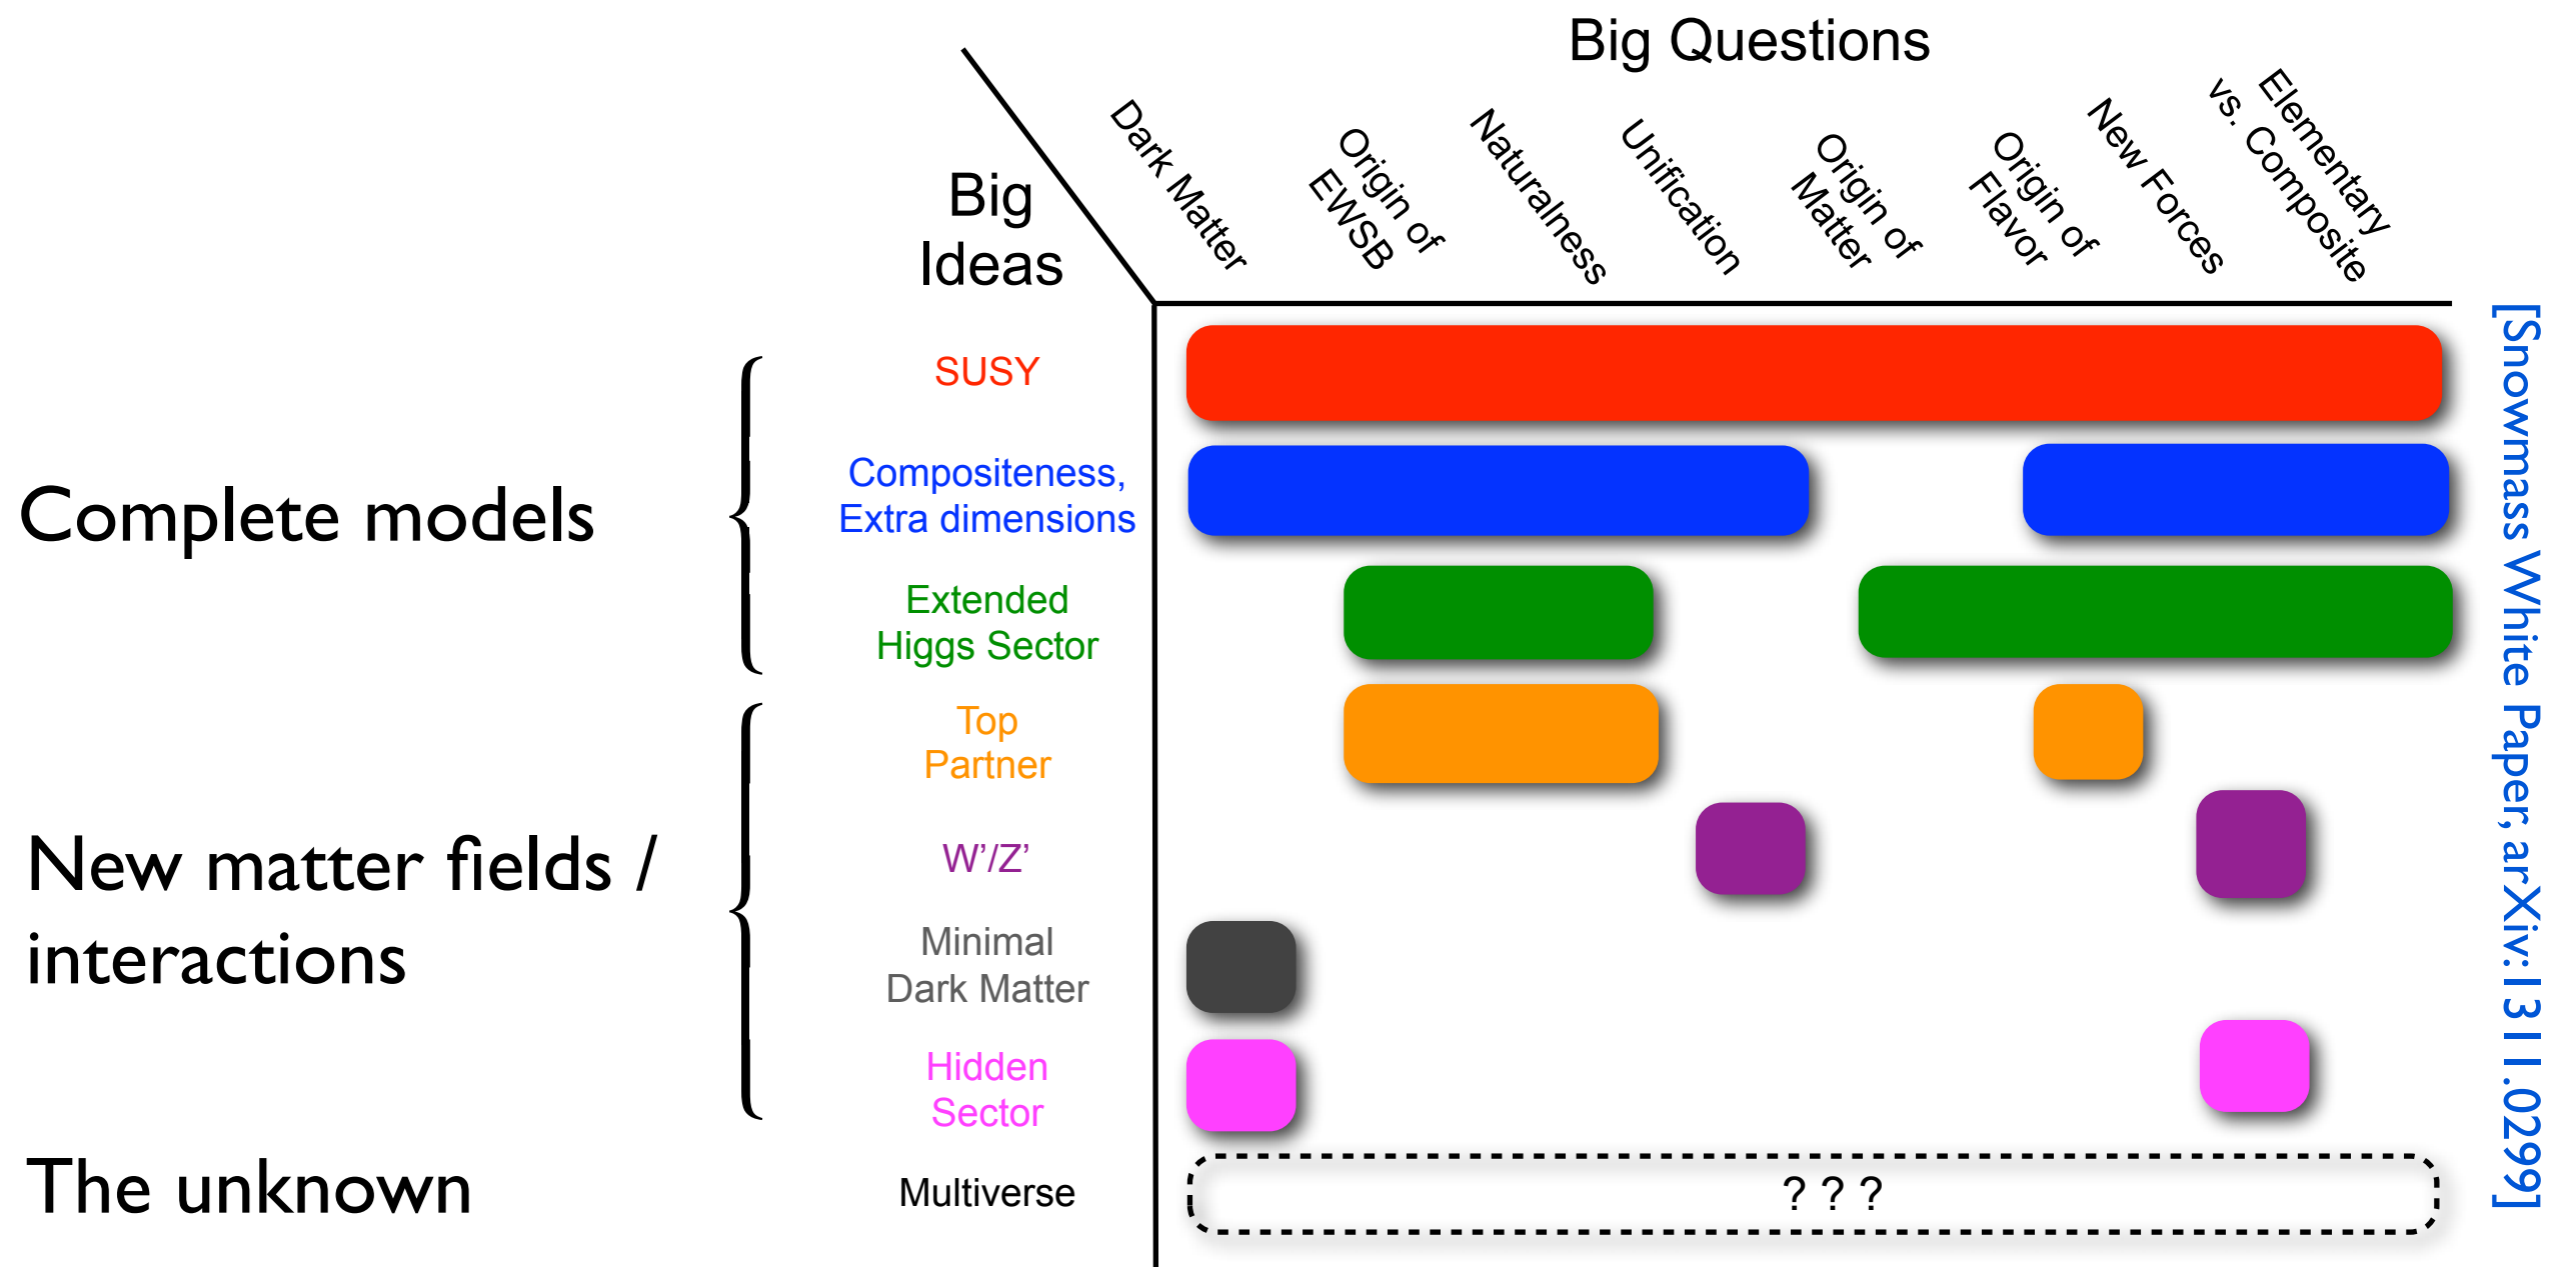 Big Questions
Dark Matter
Origin of
EWSB
Naturalness
Unification
Origin of
Matter
Origin of
Flavor
New Forces
Elementary
vs. Composite
Big
Ideas
SUSY
Compositeness,
Extra dimensions
Extended
Higgs Sector
Complete models
Top
Partner
W’/Z’
Minimal
Dark Matter
Hidden
Sector
New matter fields /
interactions
The unknown
Multiverse
? ? ?
[Snowmass White Paper, arXiv:1311.0299]